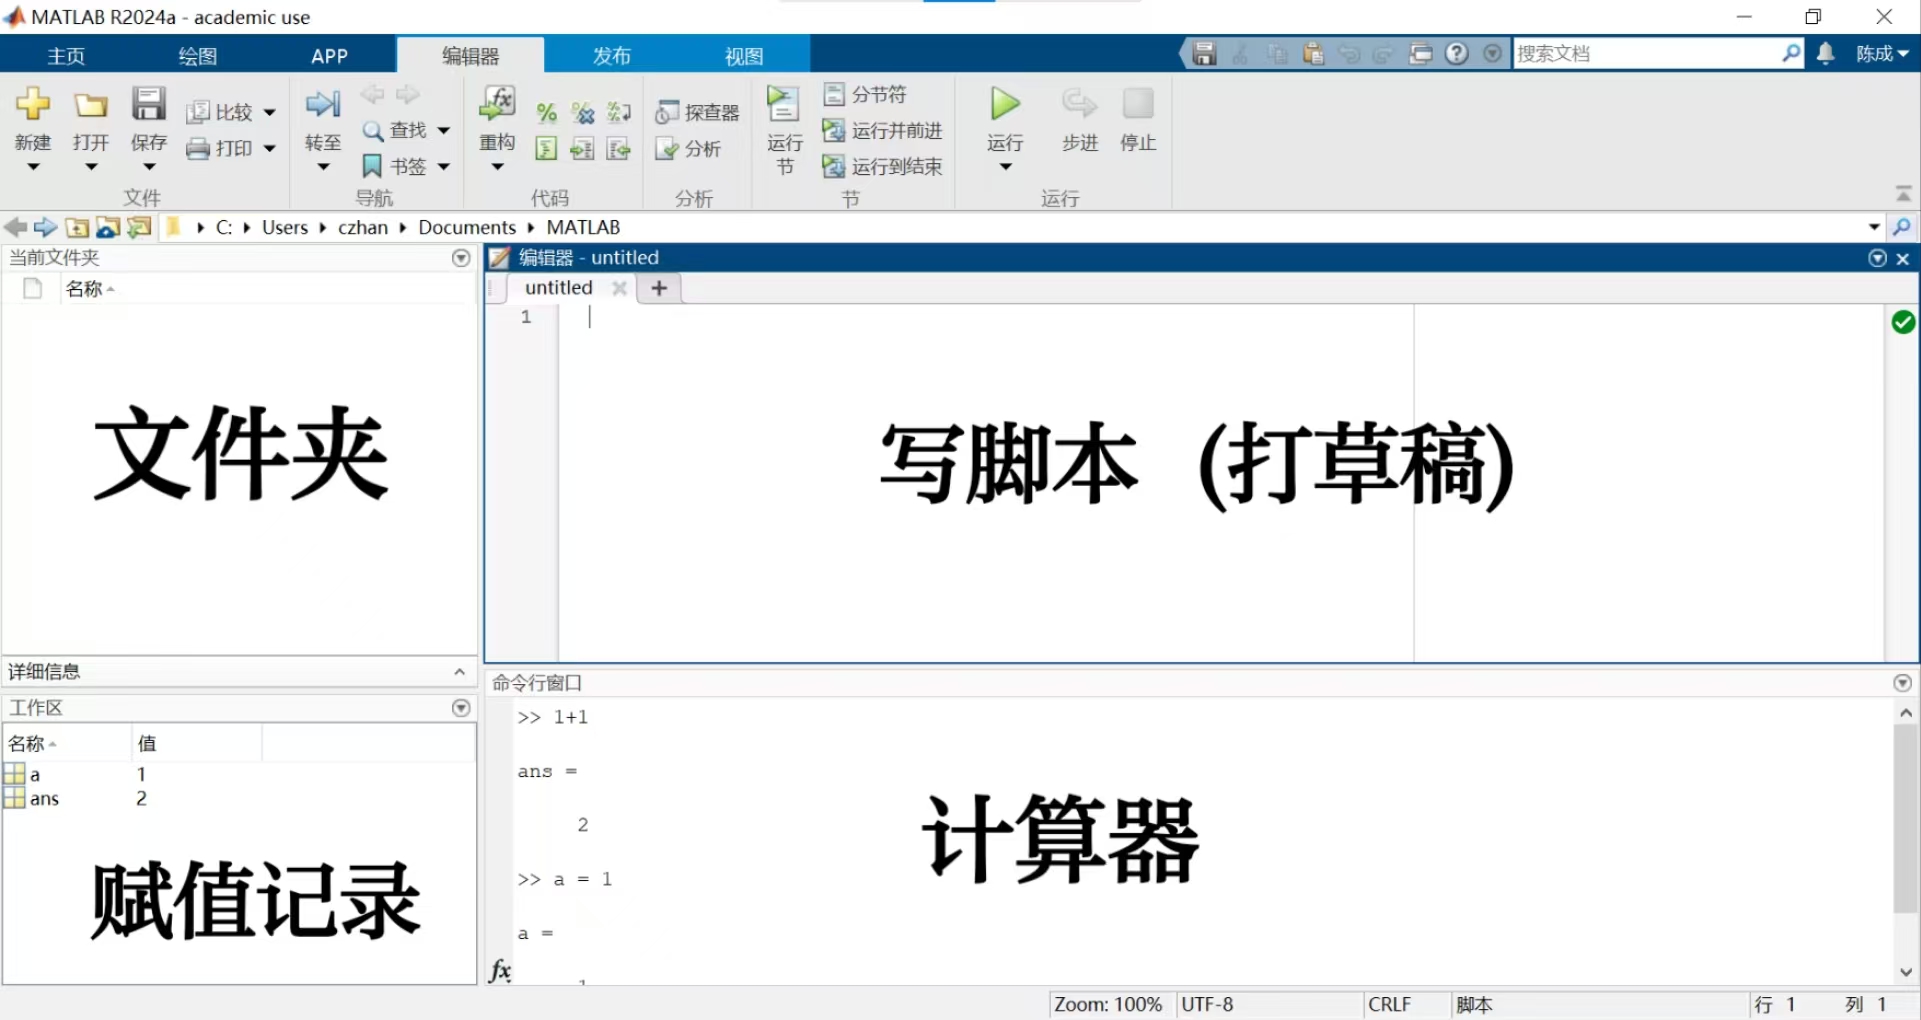 MATLAB R2024a - academic use
主页 绘图 APP 编辑器 发布 视图 搜索文档 陈成
新建 打开 保存 比较 打印 转至 查找 书签 重构 探查器 分析 运行节 分节符 运行并前进 运行到结束 运行 步进 停止
文件 导航 代码 分析 节 运行
C: Users czhan Documents MATLAB
当前文件夹
名称
文件夹
详细信息
编辑器 - untitled
untitled
1
写脚本 (打草稿)
工作区
名称 值
a 1
ans 2
赋值记录
命令行窗口
>> 1+1
ans =
2
>> a = 1
a =
计算器
fx
Zoom: 100% UTF-8 CRLF 脚本 行 1 列 1